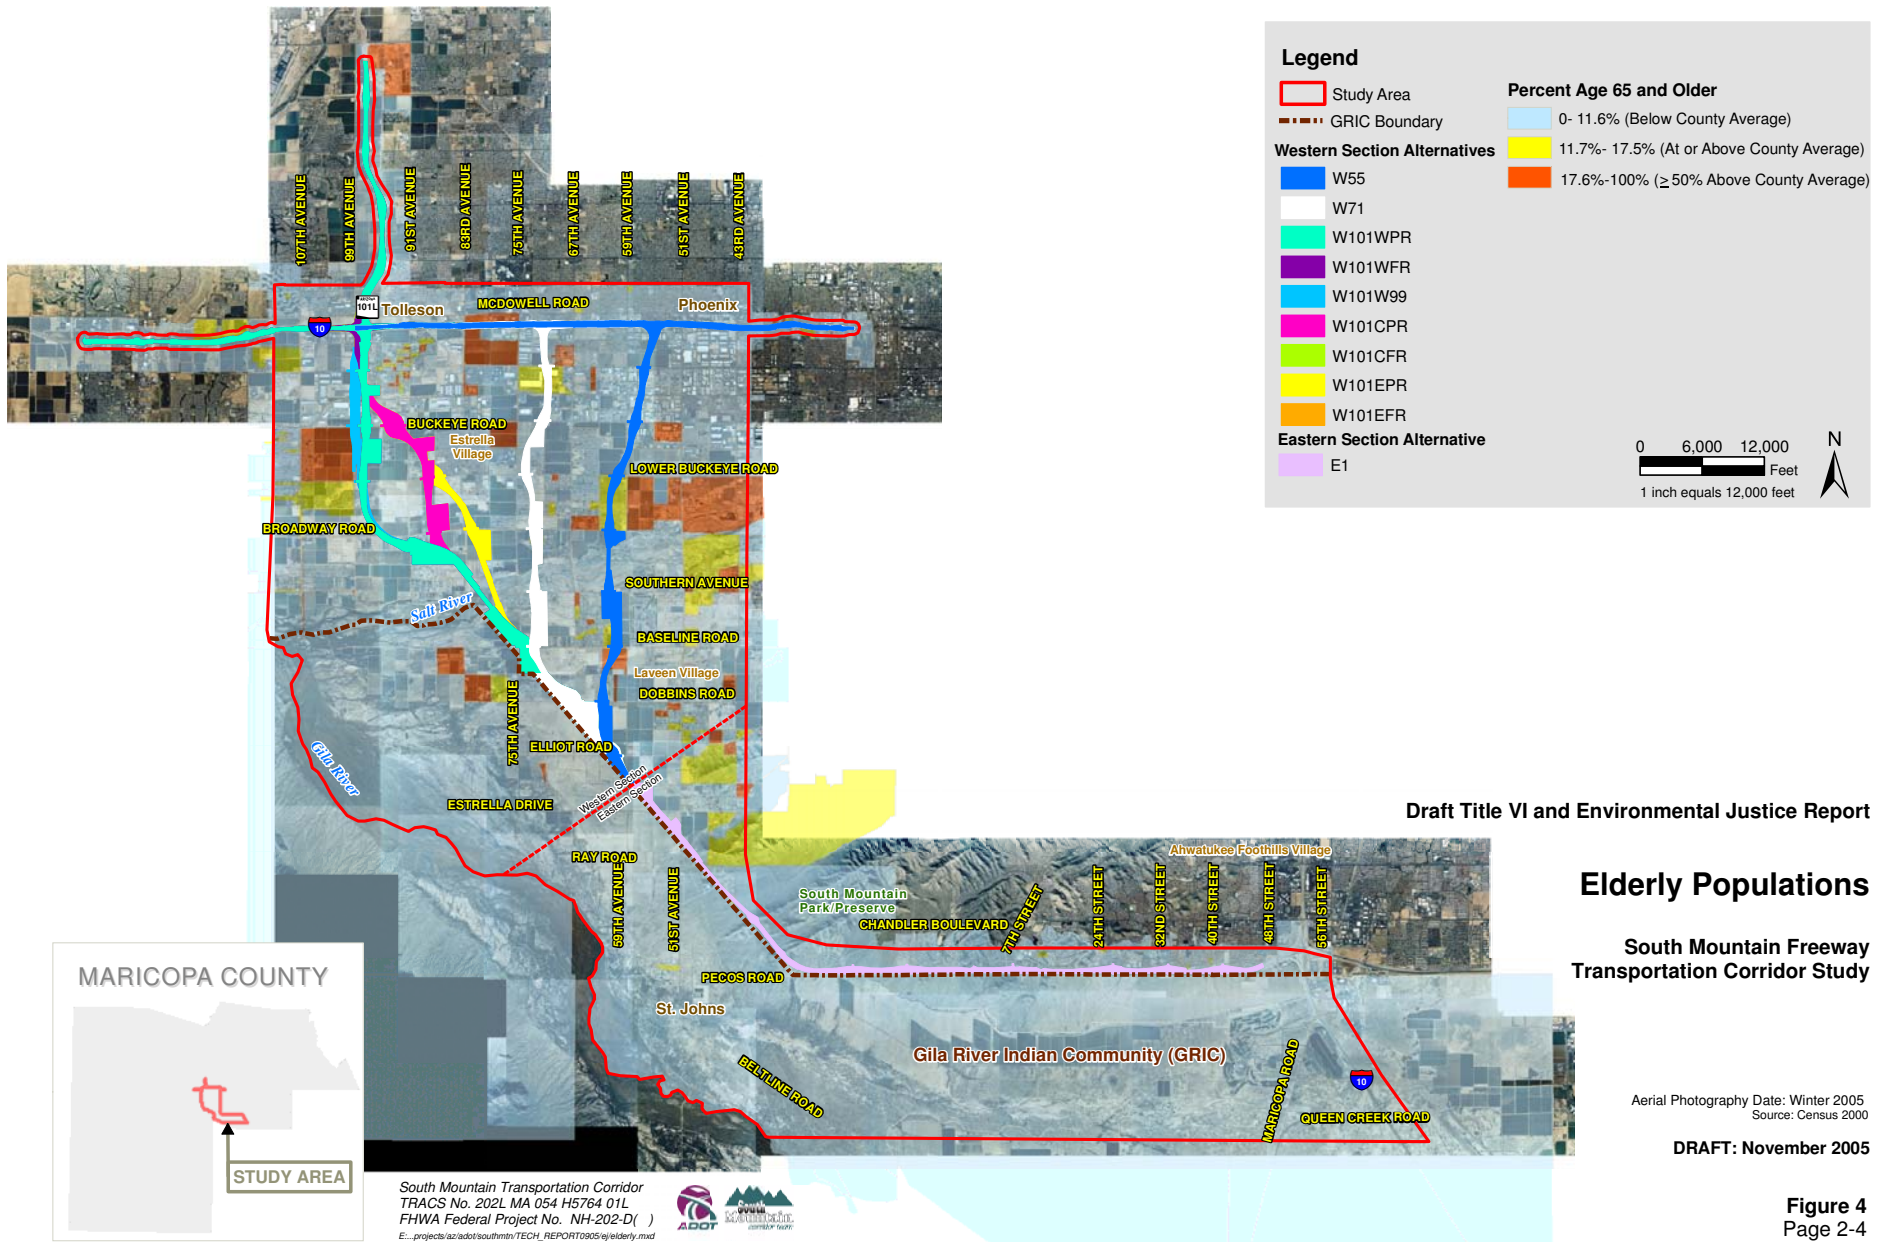 Legend
Study Area
GRIC Boundary
Western Section Alternatives
W55
W71
W101WPR
W101WFR
W101W99
W101CPR
W101CFR
W101EPR
W101EFR
Eastern Section Alternative
E1
Percent Age 65 and Older
0- 11.6% (Below County Average)
11.7%- 17.5% (At or Above County Average)
17.6%-100% (≥ 50% Above County Average)
0 6,000 12,000
Feet
1 inch equals 12,000 feet
N
107TH AVENUE
99TH AVENUE
91ST AVENUE
83RD AVENUE
75TH AVENUE
67TH AVENUE
59TH AVENUE
51ST AVENUE
43RD AVENUE
101L
Tolleson
MCDOWELL ROAD
Phoenix
10
BUCKEYE ROAD
Estrella
Village
LOWER BUCKEYE ROAD
BROADWAY ROAD
SOUTHERN AVENUE
Salt River
BASELINE ROAD
Laveen Village
DOBBINS ROAD
75TH AVENUE
ELLIOT ROAD
Gila River
Western Section
Eastern Section
ESTRELLA DRIVE
RAY ROAD
59TH AVENUE
51ST AVENUE
South Mountain
Park/Preserve
Ahwatukee Foothills Village
CHANDLER BOULEVARD
7TH STREET
24TH STREET
32ND STREET
40TH STREET
48TH STREET
56TH STREET
PECOS ROAD
St. Johns
Gila River Indian Community (GRIC)
BELTLINE ROAD
MARICOPA ROAD
10
QUEEN CREEK ROAD
Draft Title VI and Environmental Justice Report
Elderly Populations
South Mountain Freeway
Transportation Corridor Study
Aerial Photography Date: Winter 2005
Source: Census 2000
DRAFT: November 2005
Figure 4
Page 2-4
MARICOPA COUNTY
STUDY AREA
South Mountain Transportation Corridor
TRACS No. 202L MA 054 H5764 01L
FHWA Federal Project No. NH-202-D( )
E:...projects/az/adot/southmtn/TECH_REPORT0905/ej/elderly.mxd
ADOT
South
Mountain